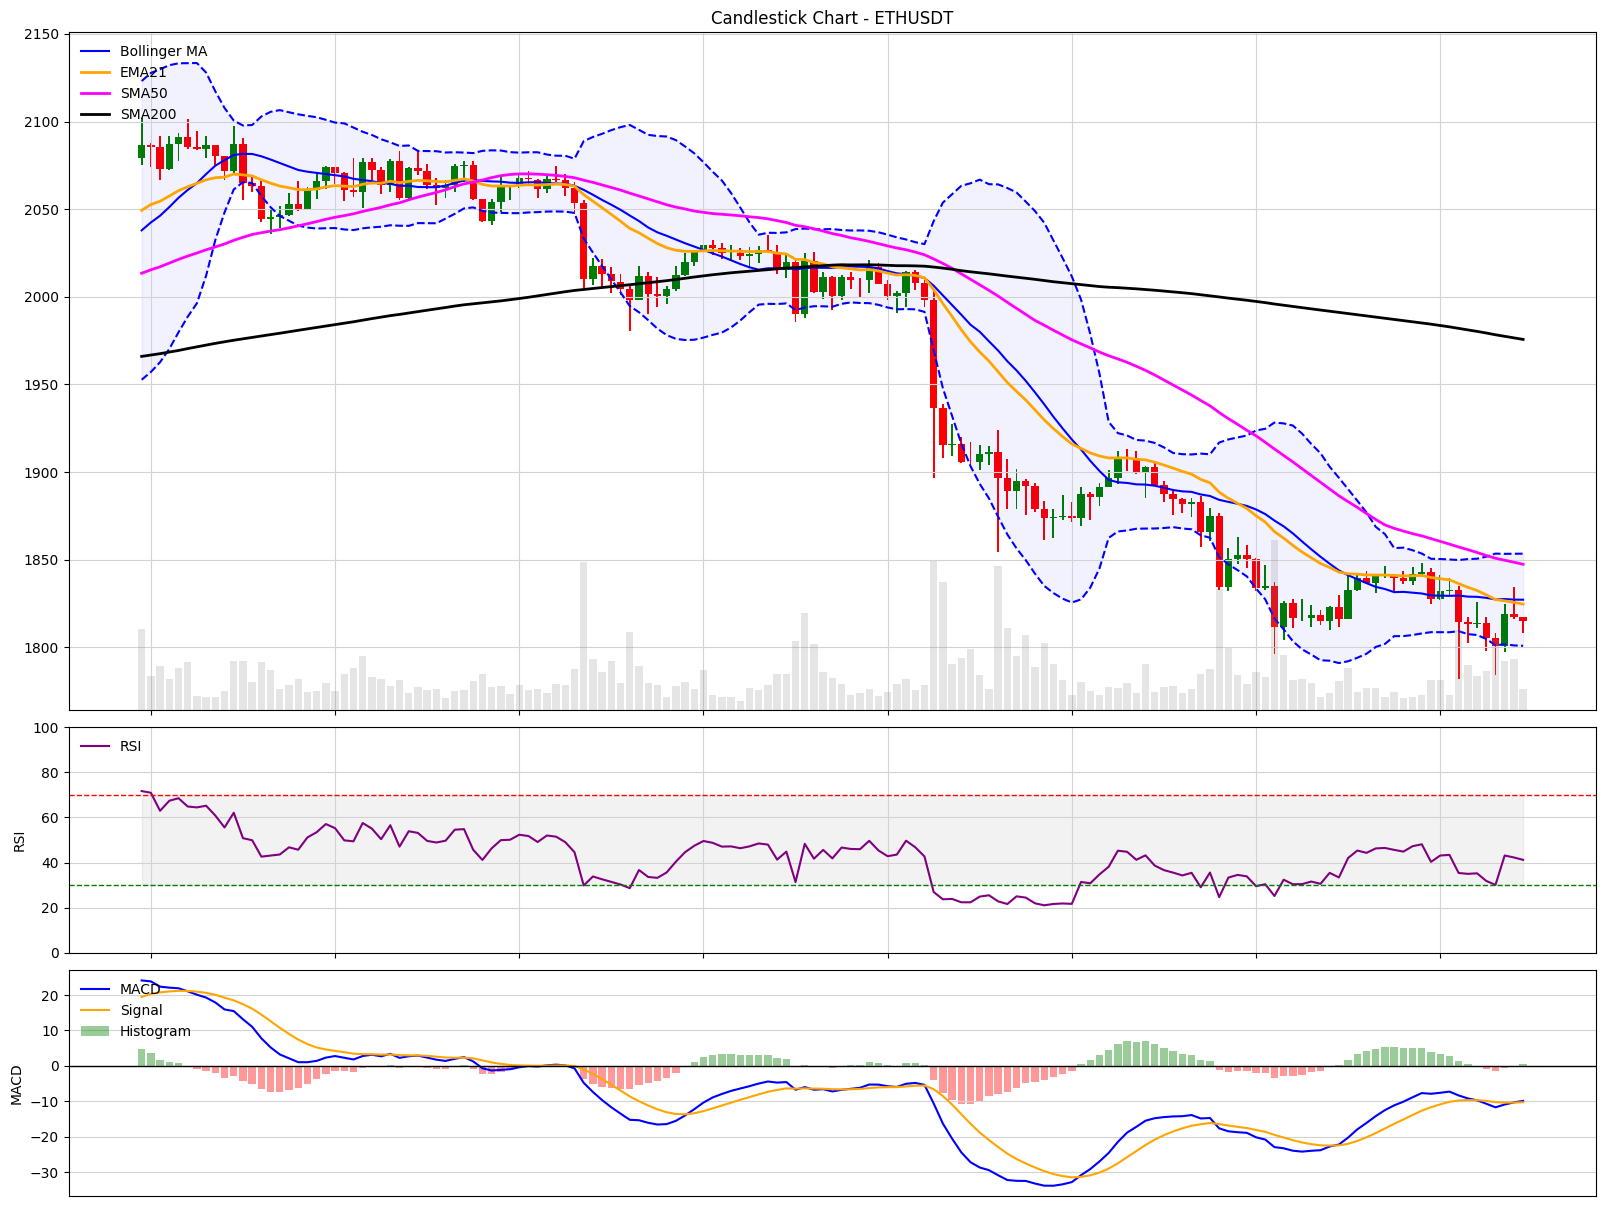 Candlestick Chart - ETHUSDT
2150
2100
2050
2000
1950
1900
1850
1800
Bollinger MA
EMA21
SMA50
SMA200
100
80
60
40
20
0
RSI
RSI
20
10
0
−10
−20
−30
MACD
MACD
Signal
Histogram